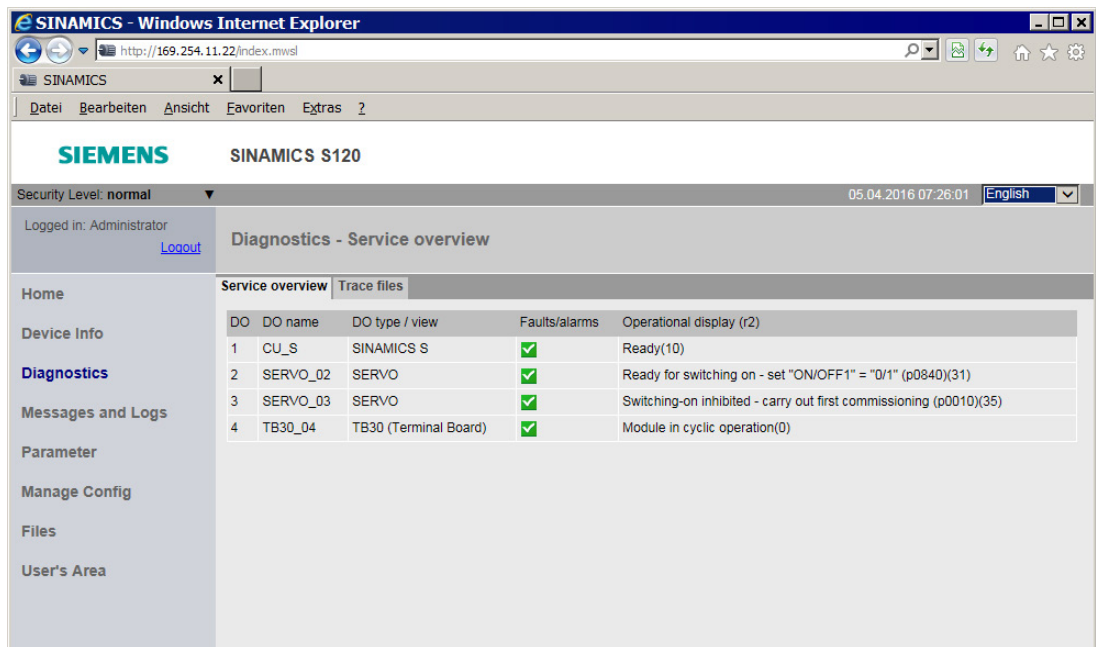 SINAMICS - Windows Internet Explorer
http://169.254.11.22/index.mwsl
SINAMICS
Datei Bearbeiten Ansicht Favoriten Extras ?
SIEMENS SINAMICS S120
Security Level: normal 05.04.2016 07:26:01 English
Logged in: Administrator
Logout
Diagnostics - Service overview
Service overview Trace files
Home
Device Info
Diagnostics
Messages and Logs
Parameter
Manage Config
Files
User's Area
DO DO name DO type / view Faults/alarms Operational display (r2)
1 CU_S SINAMICS S Ready(10)
2 SERVO_02 SERVO Ready for switching on - set "ON/OFF1" = "0/1" (p0840)(31)
3 SERVO_03 SERVO Switching-on inhibited - carry out first commissioning (p0010)(35)
4 TB30_04 TB30 (Terminal Board) Module in cyclic operation(0)